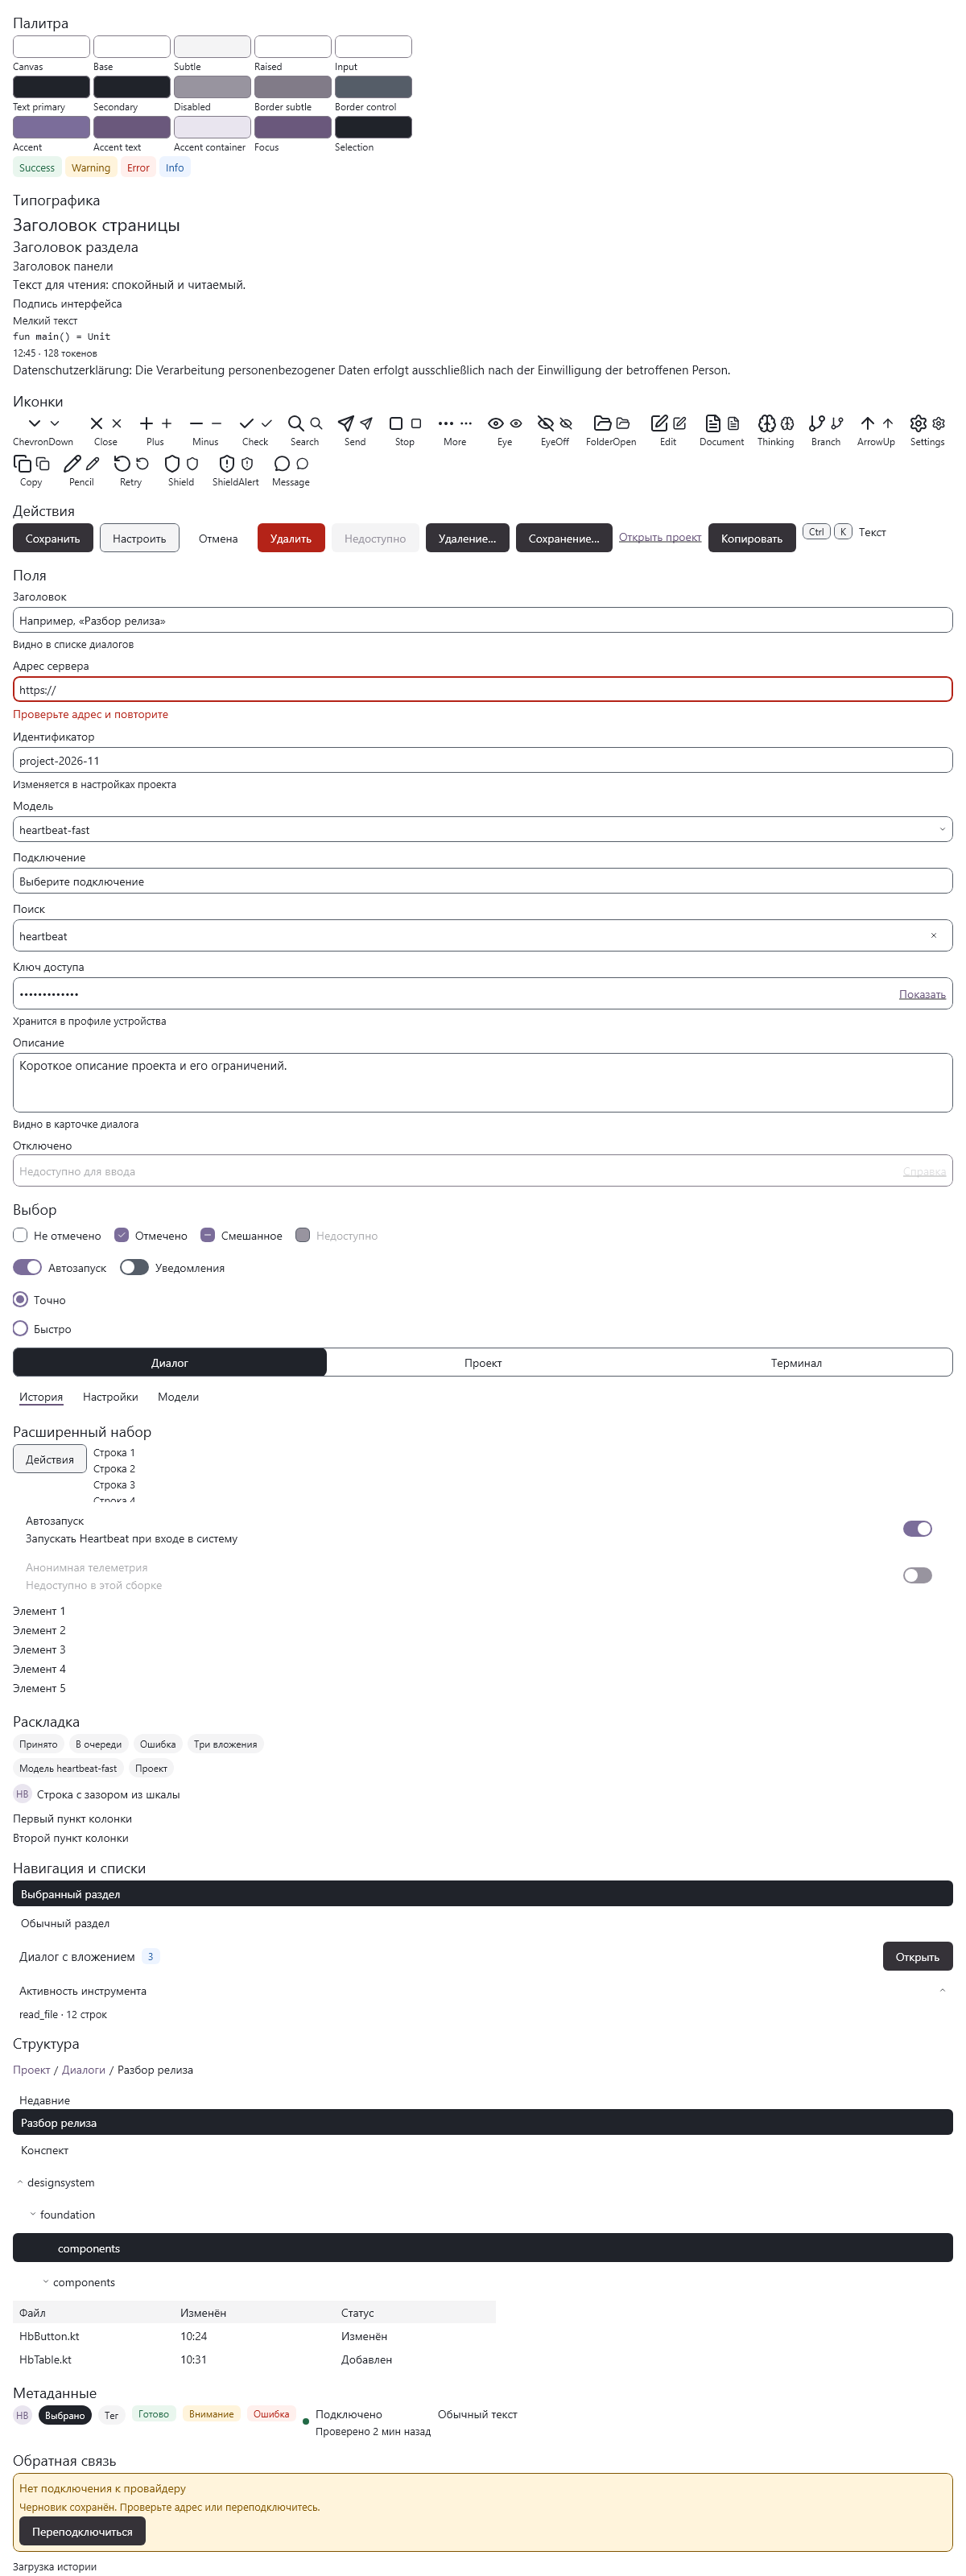 Палитра
Canvas Base Subtle Raised Input
Text primary Secondary Disabled Border subtle Border control
Accent Accent text Accent container Focus Selection
Success Warning Error Info
Типографика
Заголовок страницы
Заголовок раздела
Заголовок панели
Текст для чтения: спокойный и читаемый.
Подпись интерфейса
Мелкий текст
fun main() = Unit
12:45 · 128 токенов
Datenschutzerklärung: Die Verarbeitung personenbezogener Daten erfolgt ausschließlich nach der Einwilligung der betroffenen Person.
Иконки
ChevronDown Close Plus Minus Check Search Send Stop More Eye EyeOff FolderOpen Edit Document Thinking Branch ArrowUp Settings
Copy Pencil Retry Shield ShieldAlert Message
Действия
Сохранить Настроить Отмена Удалить Недоступно Удаление… Сохранение… Открыть проект Копировать Ctrl K Текст
Поля
Заголовок
Например, «Разбор релиза»
Видно в списке диалогов
Адрес сервера
https://
Проверьте адрес и повторите
Идентификатор
project-2026-11
Изменяется в настройках проекта
Модель
heartbeat-fast
Подключение
Выберите подключение
Поиск
heartbeat
Ключ доступа
••••••••••••• Показать
Хранится в профиле устройства
Описание
Короткое описание проекта и его ограничений.
Видно в карточке диалога
Отключено
Недоступно для ввода Справка
Выбор
Не отмечено Отмечено Смешанное Недоступно
Автозапуск Уведомления
Точно
Быстро
Диалог Проект Терминал
История Настройки Модели
Расширенный набор
Действия Строка 1
Строка 2
Строка 3
Строка 4
Автозапуск
Запускать Heartbeat при входе в систему
Анонимная телеметрия
Недоступно в этой сборке
Элемент 1
Элемент 2
Элемент 3
Элемент 4
Элемент 5
Раскладка
Принято В очереди Ошибка Три вложения
Модель heartbeat-fast Проект
HB Строка с зазором из шкалы
Первый пункт колонки
Второй пункт колонки
Навигация и списки
Выбранный раздел
Обычный раздел
Диалог с вложением 3 Открыть
Активность инструмента
read_file · 12 строк
Структура
Проект / Диалоги / Разбор релиза
Недавние
Разбор релиза
Конспект
designsystem
foundation
components
components
Файл Изменён Статус
HbButton.kt 10:24 Изменён
HbTable.kt 10:31 Добавлен
Метаданные
HB Выбрано Тег Готово Внимание Ошибка Подключено Обычный текст
Проверено 2 мин назад
Обратная связь
Нет подключения к провайдеру
Черновик сохранён. Проверьте адрес или переподключитесь.
Переподключиться
Загрузка истории